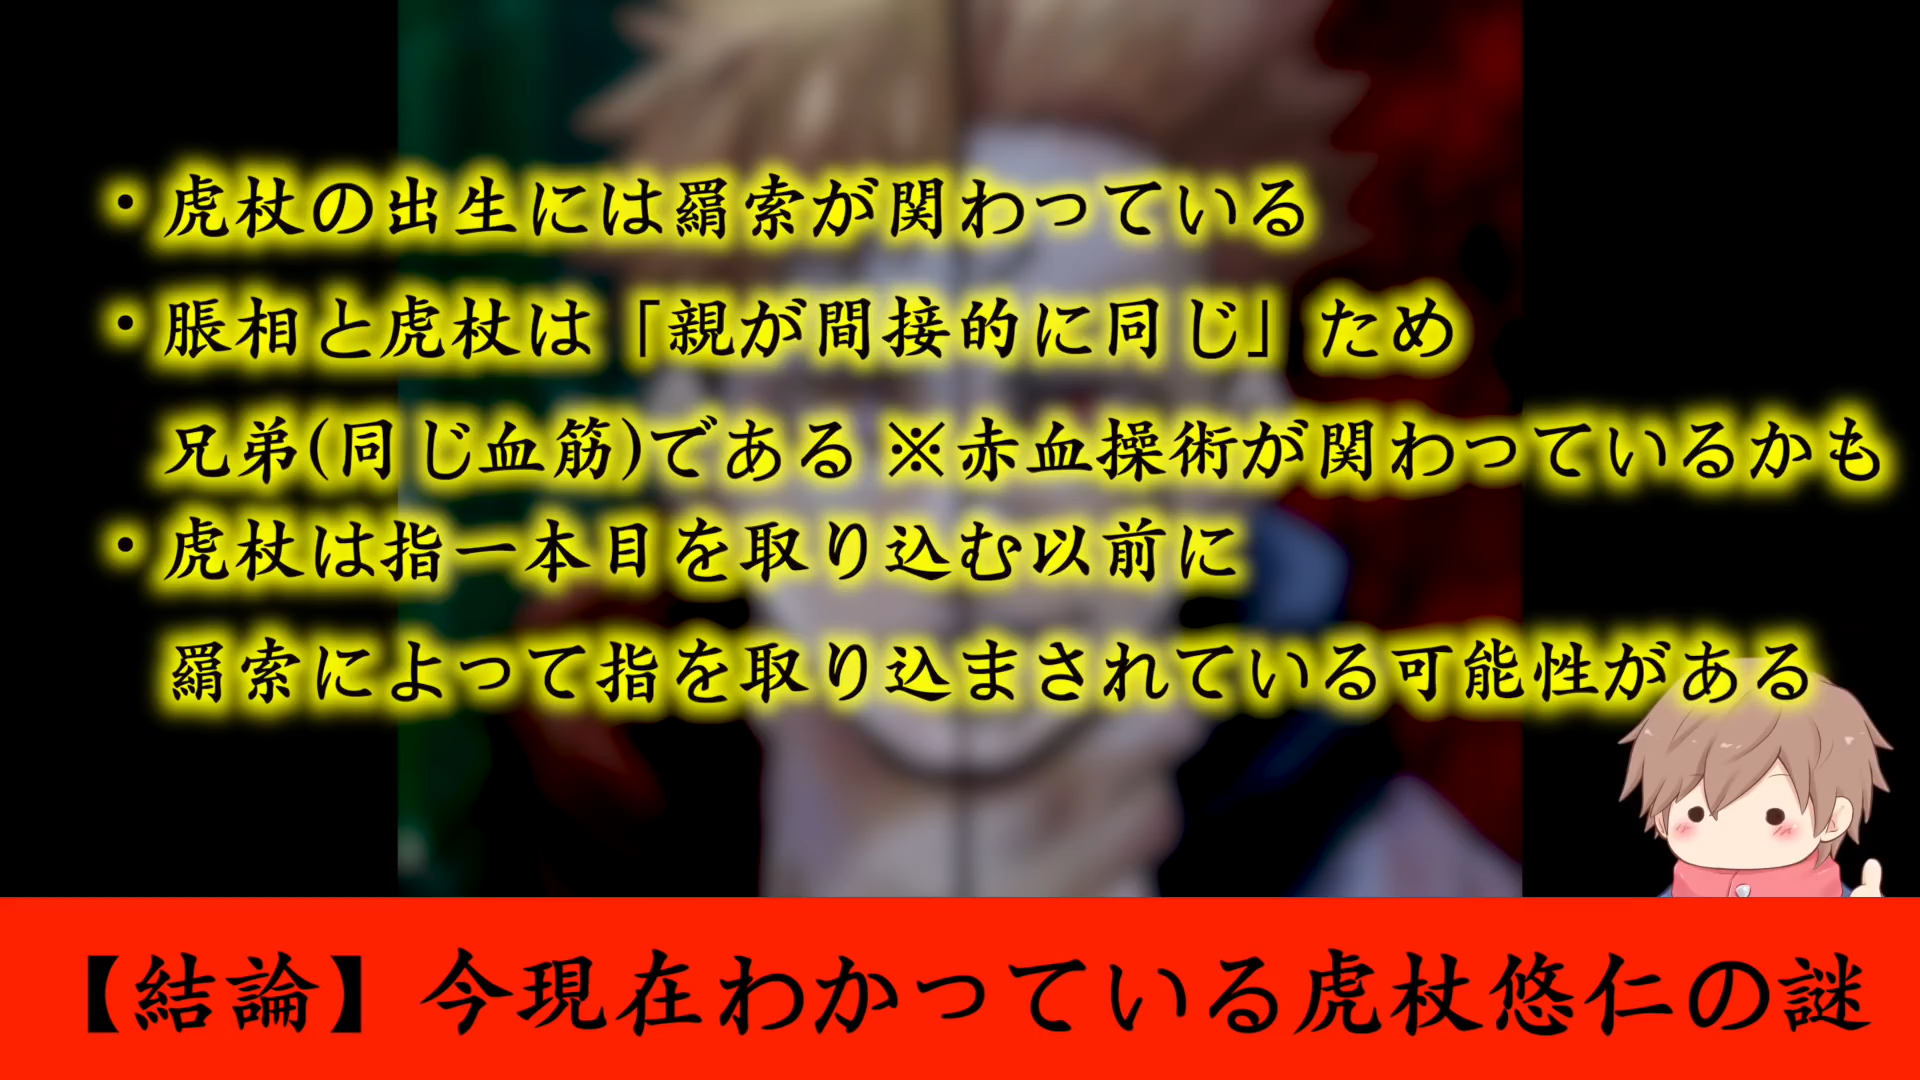 ・虎杖の出生には羂索が関わっている
・脹相と虎杖は「親が間接的に同じ」ため
兄弟(同じ血筋)である ※赤血操術が関わっているかも
・虎杖は指一本目を取り込む以前に
羂索によって指を取り込まされている可能性がある
【結論】今現在わかっている虎杖悠仁の謎